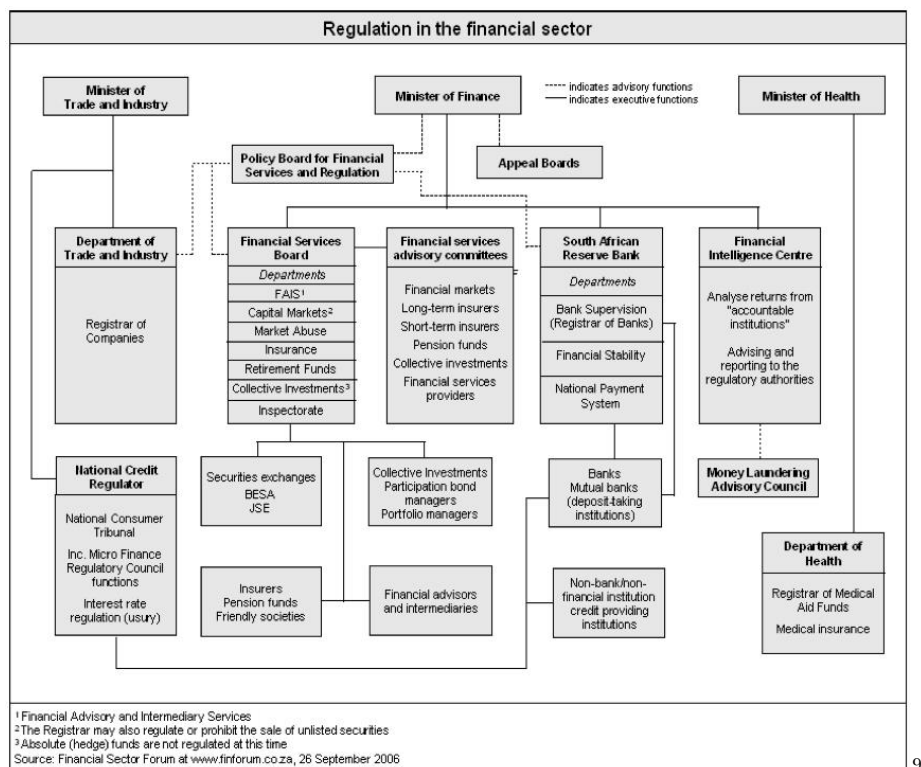 Regulation in the financial sector
Minister of
Trade and Industry
Minister of Finance
indicates advisory functions
indicates executive functions
Minister of Health
Policy Board for Financial
Services and Regulation
Appeal Boards
Department of
Trade and Industry
Registrar of
Companies
Financial Services
Board
Departments
FAIS¹
Capital Markets²
Market Abuse
Insurance
Retirement Funds
Collective Investments³
Inspectorate
Financial services
advisory committees
Financial markets
Long-term insurers
Short-term insurers
Pension funds
Collective investments
Financial services
providers
South African
Reserve Bank
Departments
Bank Supervision
(Registrar of Banks)
Financial Stability
National Payment
System
Financial
Intelligence Centre
Analyse returns from
"accountable
institutions"
Advising and
reporting to the
regulatory authorities
National Credit
Regulator
National Consumer
Tribunal
Inc. Micro Finance
Regulatory Council
functions
Interest rate
regulation (usury)
Securities exchanges
BESA
JSE
Collective Investments
Participation bond
managers
Portfolio managers
Banks
Mutual banks
(deposit-taking
institutions)
Money Laundering
Advisory Council
Insurers
Pension funds
Friendly societies
Financial advisors
and intermediaries
Non-bank/non-
financial institution
credit providing
institutions
Department of
Health
Registrar of Medical
Aid Funds
Medical insurance
¹ Financial Advisory and Intermediary Services
² The Registrar may also regulate or prohibit the sale of unlisted securities
³ Absolute (hedge) funds are not regulated at this time
Source: Financial Sector Forum at www.finforum.co.za, 26 September 2006
9